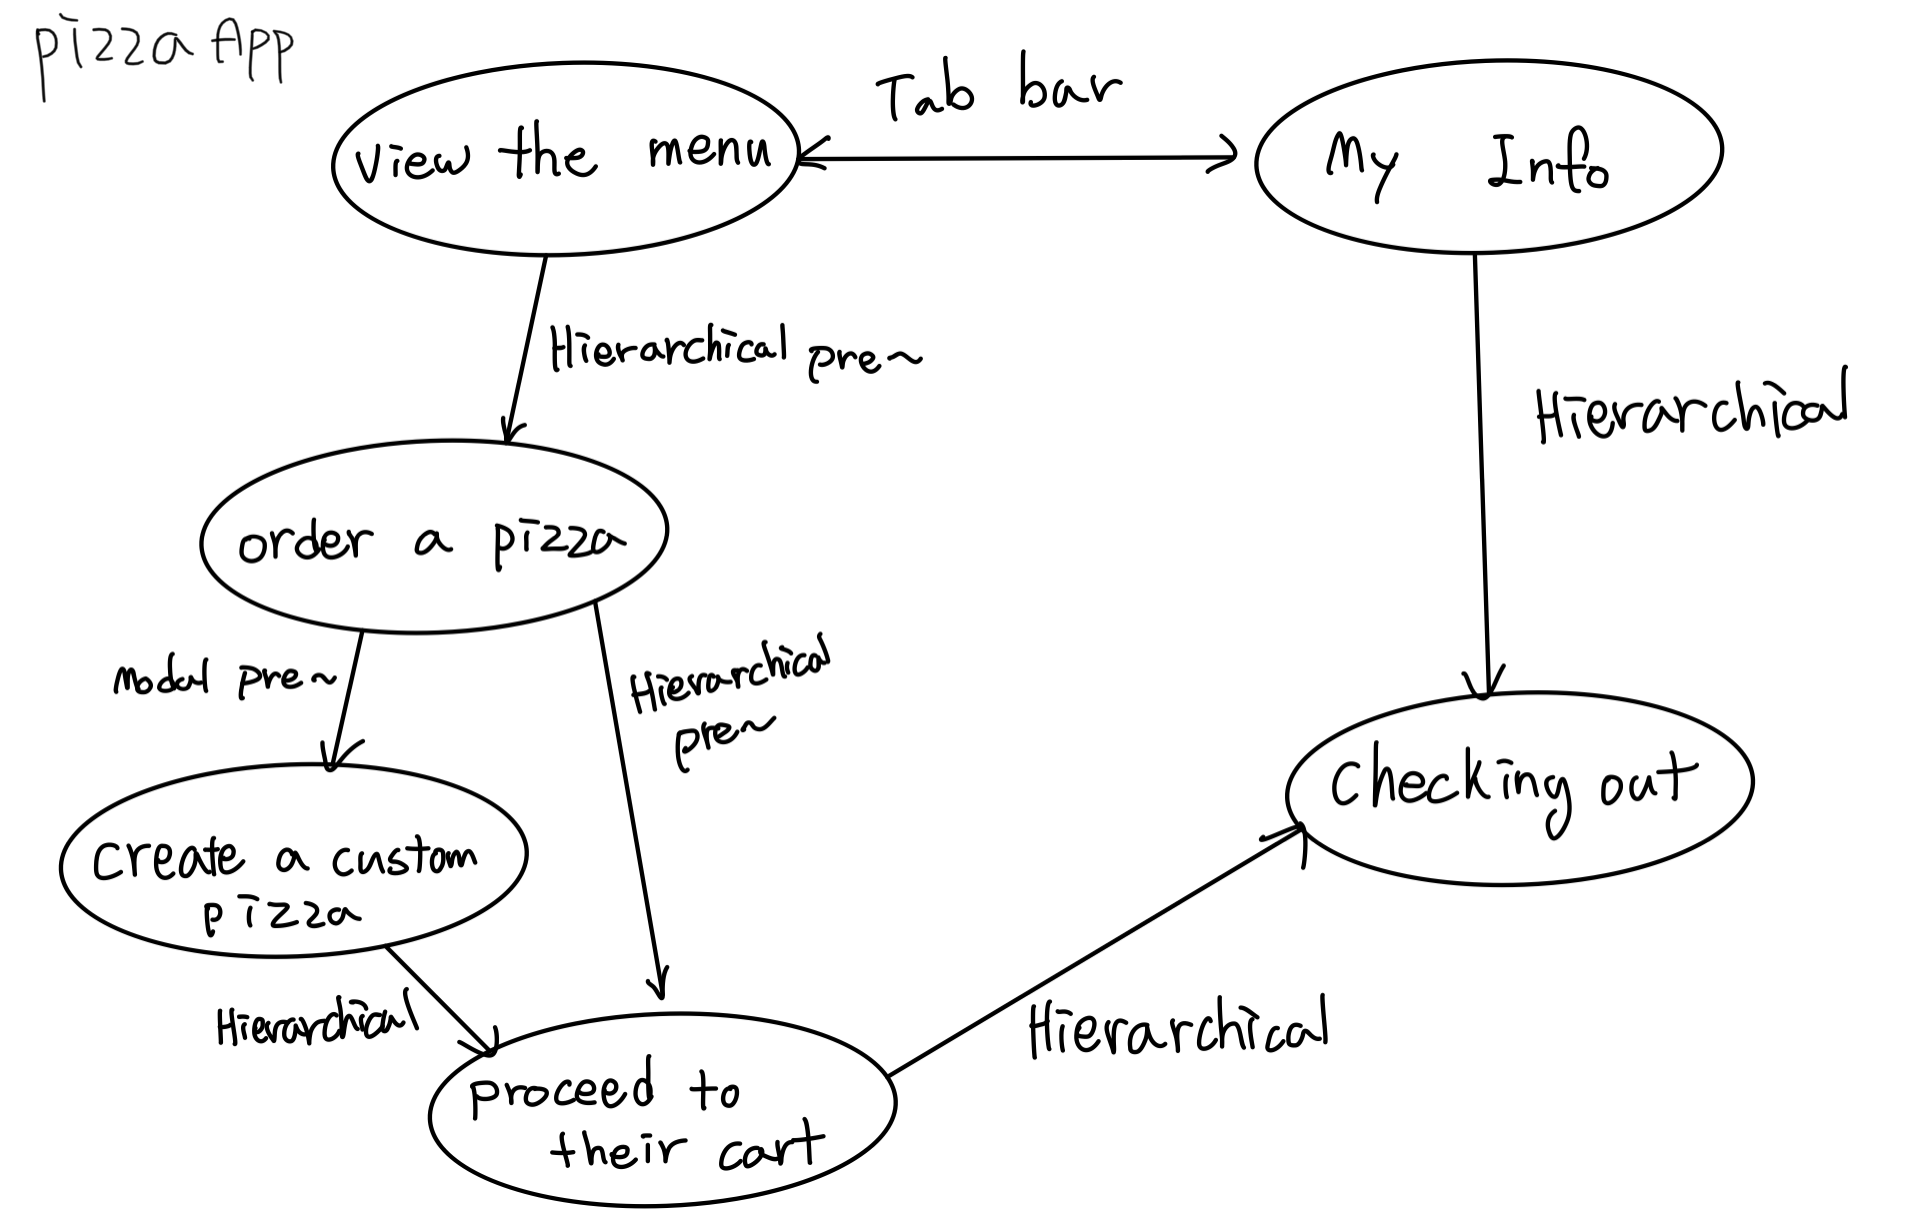 pizza App
Tab bar
view the menu
My Info
Hierarchical pre~
Hierarchical
order a pizza
Modal pre~
Hierarchical
pre~
checking out
create a custom
pizza
Hierarchical
Hierarchical
proceed to
their cart